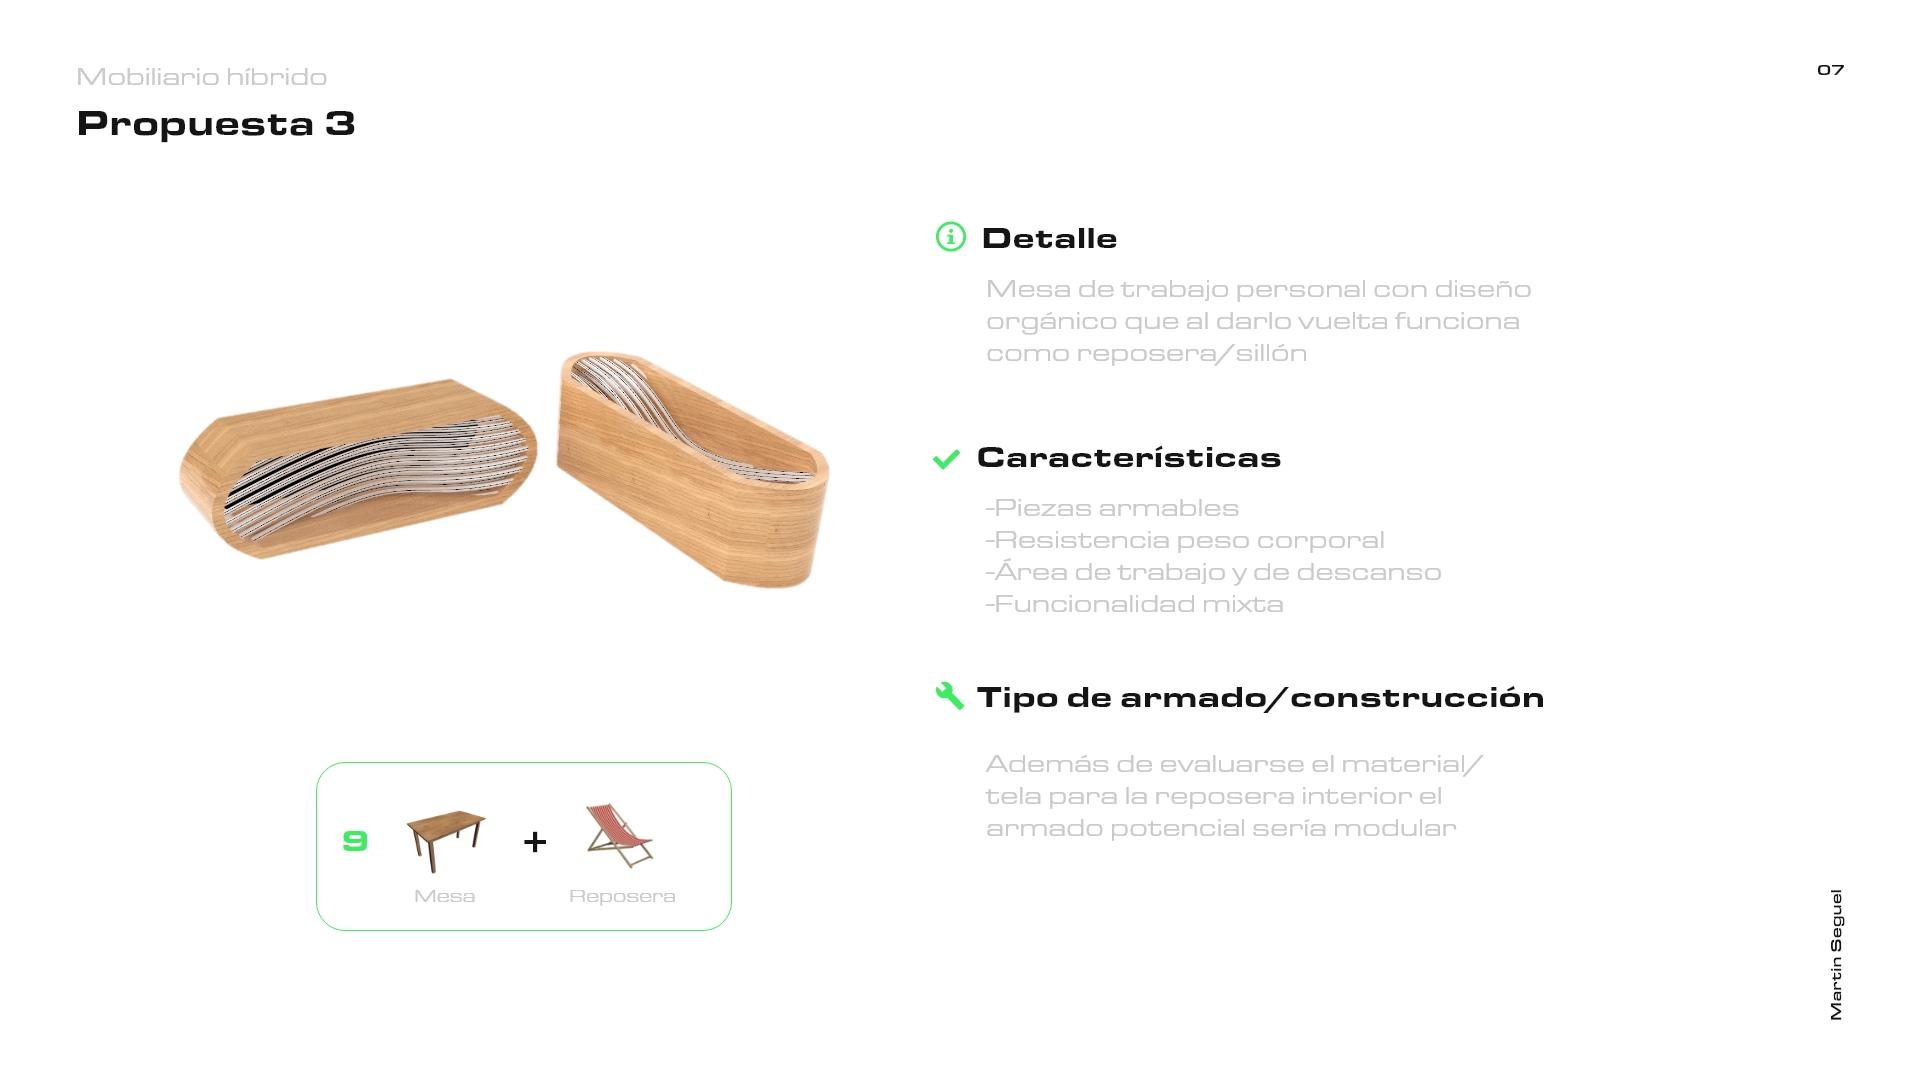 Mobiliario híbrido
07
Propuesta 3
Detalle
Mesa de trabajo personal con diseño
orgánico que al darlo vuelta funciona
como reposera/sillón
Características
-Piezas armables
-Resistencia peso corporal
-Área de trabajo y de descanso
-Funcionalidad mixta
Tipo de armado/construcción
Además de evaluarse el material/
tela para la reposera interior el
armado potencial sería modular
9
+
Mesa
Reposera
Martin Seguel